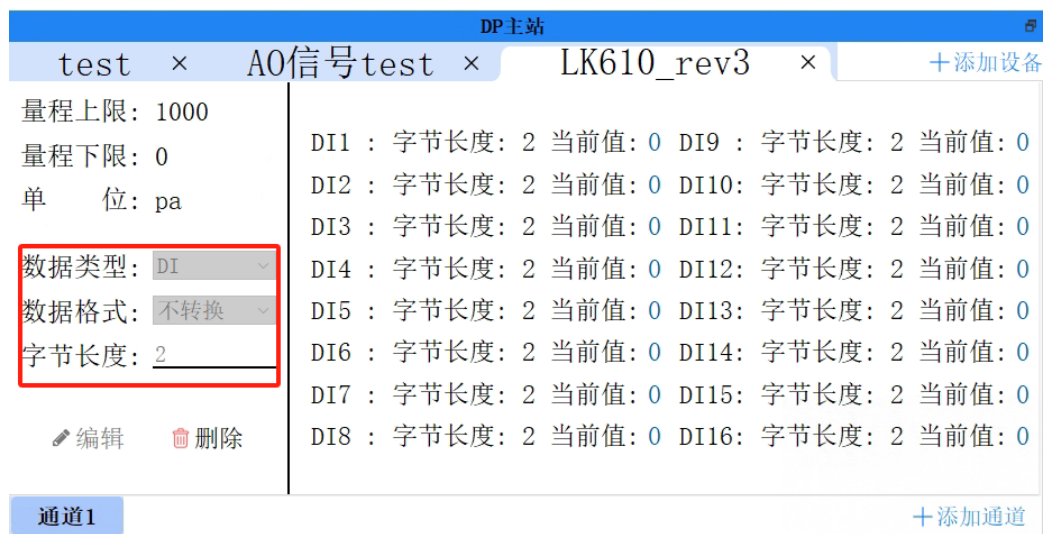 DP主站
test × AO信号test × LK610_rev3 × +添加设备
量程上限: 1000
量程下限: 0
单 位: pa
数据类型: DI
数据格式: 不转换
字节长度: 2
编辑 删除
DI1 : 字节长度: 2 当前值: 0 DI9 : 字节长度: 2 当前值: 0
DI2 : 字节长度: 2 当前值: 0 DI10: 字节长度: 2 当前值: 0
DI3 : 字节长度: 2 当前值: 0 DI11: 字节长度: 2 当前值: 0
DI4 : 字节长度: 2 当前值: 0 DI12: 字节长度: 2 当前值: 0
DI5 : 字节长度: 2 当前值: 0 DI13: 字节长度: 2 当前值: 0
DI6 : 字节长度: 2 当前值: 0 DI14: 字节长度: 2 当前值: 0
DI7 : 字节长度: 2 当前值: 0 DI15: 字节长度: 2 当前值: 0
DI8 : 字节长度: 2 当前值: 0 DI16: 字节长度: 2 当前值: 0
通道1 +添加通道